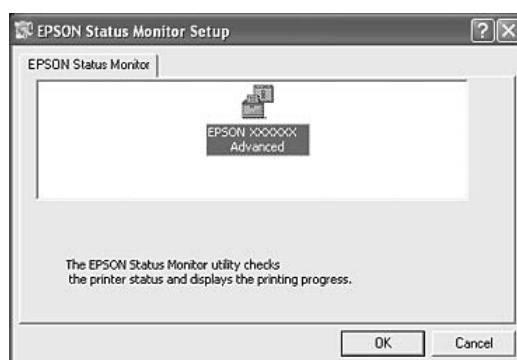 EPSON Status Monitor Setup
EPSON Status Monitor
EPSON XXXXXX
Advanced
The EPSON Status Monitor utility checks
the printer status and displays the printing progress.
OK Cancel